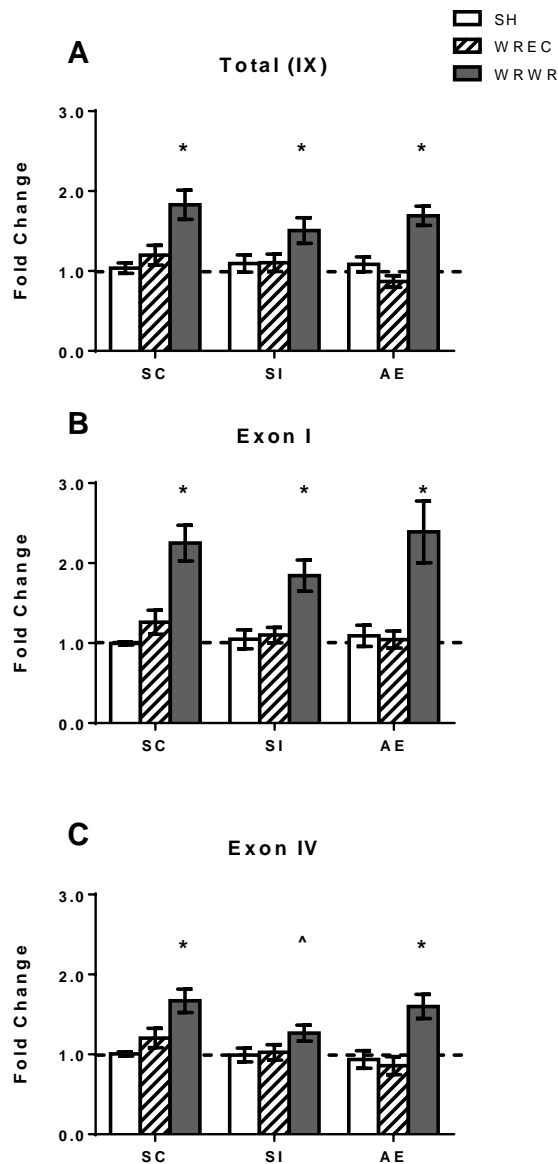 SH
WREC
WRWR
A
Total (IX)
Fold Change
3.0
*
*
*
2.0
1.0
0.0
SC
SI
AE
B
Exon I
Fold Change
3.0
*
*
*
2.0
1.0
0.0
SC
SI
AE
C
Exon IV
Fold Change
3.0
*
^
*
2.0
1.0
0.0
SC
SI
AE